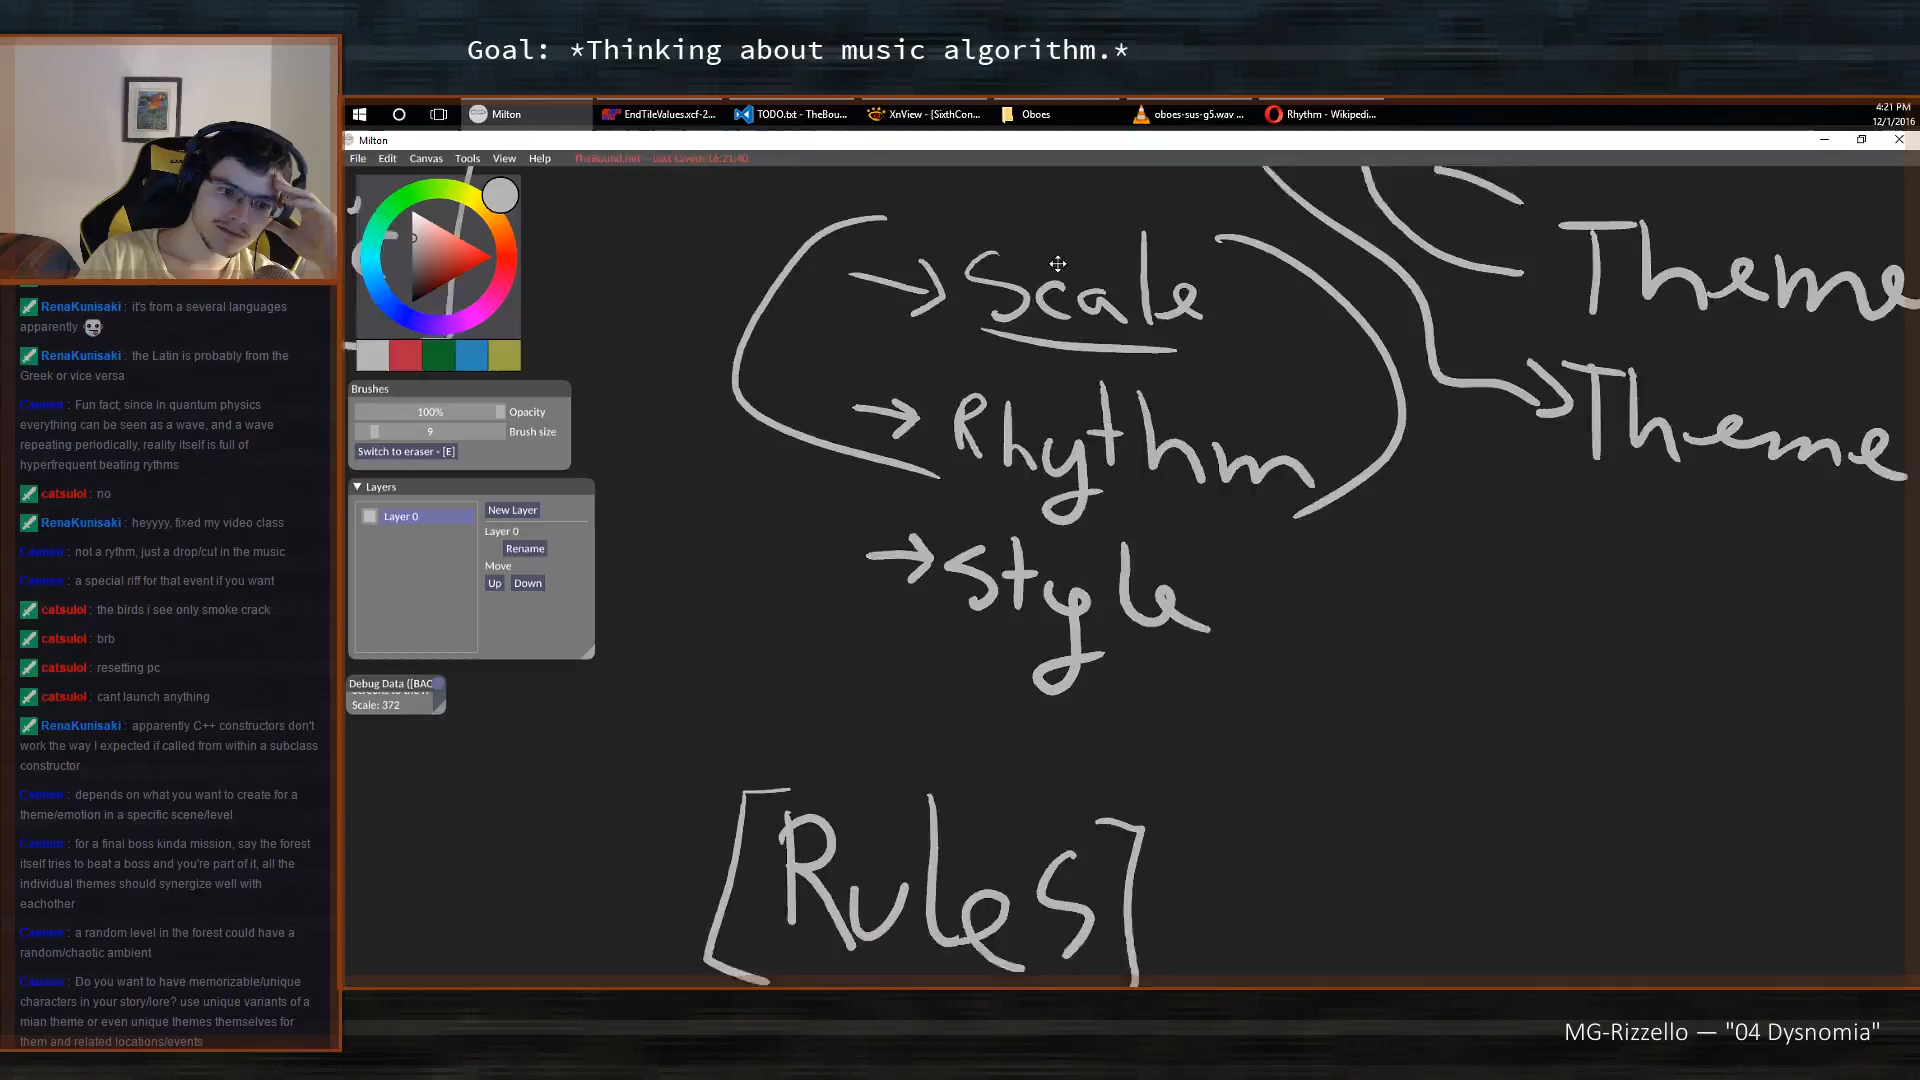 Goal: *Thinking about music algorithm.*
Milton
EndTileValues.xcf-2...
TODO.txt - TheBou...
XnView - [SixthCon...
Oboes
oboes-sus-g5.wav ...
Rhythm - Wikipedi...
4:21 PM
12/1/2016
Milton
File Edit Canvas Tools View Help TheBound.mlt -- Last saved: 16:21:40
Brushes
100% Opacity
9 Brush size
Switch to eraser - [E]
Layers
Layer 0
New Layer
Layer 0
Rename
Move
Up Down
Debug Data ([BAC
Scale: 372
→ Scale
→ Rhythm
→ Style
[Rules]
Theme
Theme
RenaKunisaki : it's from a several languages
apparently
RenaKunisaki : the Latin is probably from the
Greek or vice versa
: Fun fact; since in quantum physics
everything can be seen as a wave, and a wave
repeating periodically, reality itself is full of
hyperfrequent beating rythms
catsulol : no
RenaKunisaki : heyyyy, fixed my video class
: not a rythm, just a drop/cut in the music
: a special riff for that event if you want
catsulol : the birds i see only smoke crack
catsulol : brb
catsulol : resetting pc
catsulol : cant launch anything
RenaKunisaki : apparently C++ constructors don't
work the way I expected if called from within a subclass
constructor
: depends on what you want to create for a
theme/emotion in a specific scene/level
: for a final boss kinda mission, say the forest
itself tries to beat a boss and you're part of it, all the
individual themes should synergize well with
eachother
: a random level in the forest could have a
random/chaotic ambient
: Do you want to have memorizable/unique
characters in your story/lore? use unique variants of a
mian theme or even unique themes themselves for
them and related locations/events
MG-Rizzello — "04 Dysnomia"